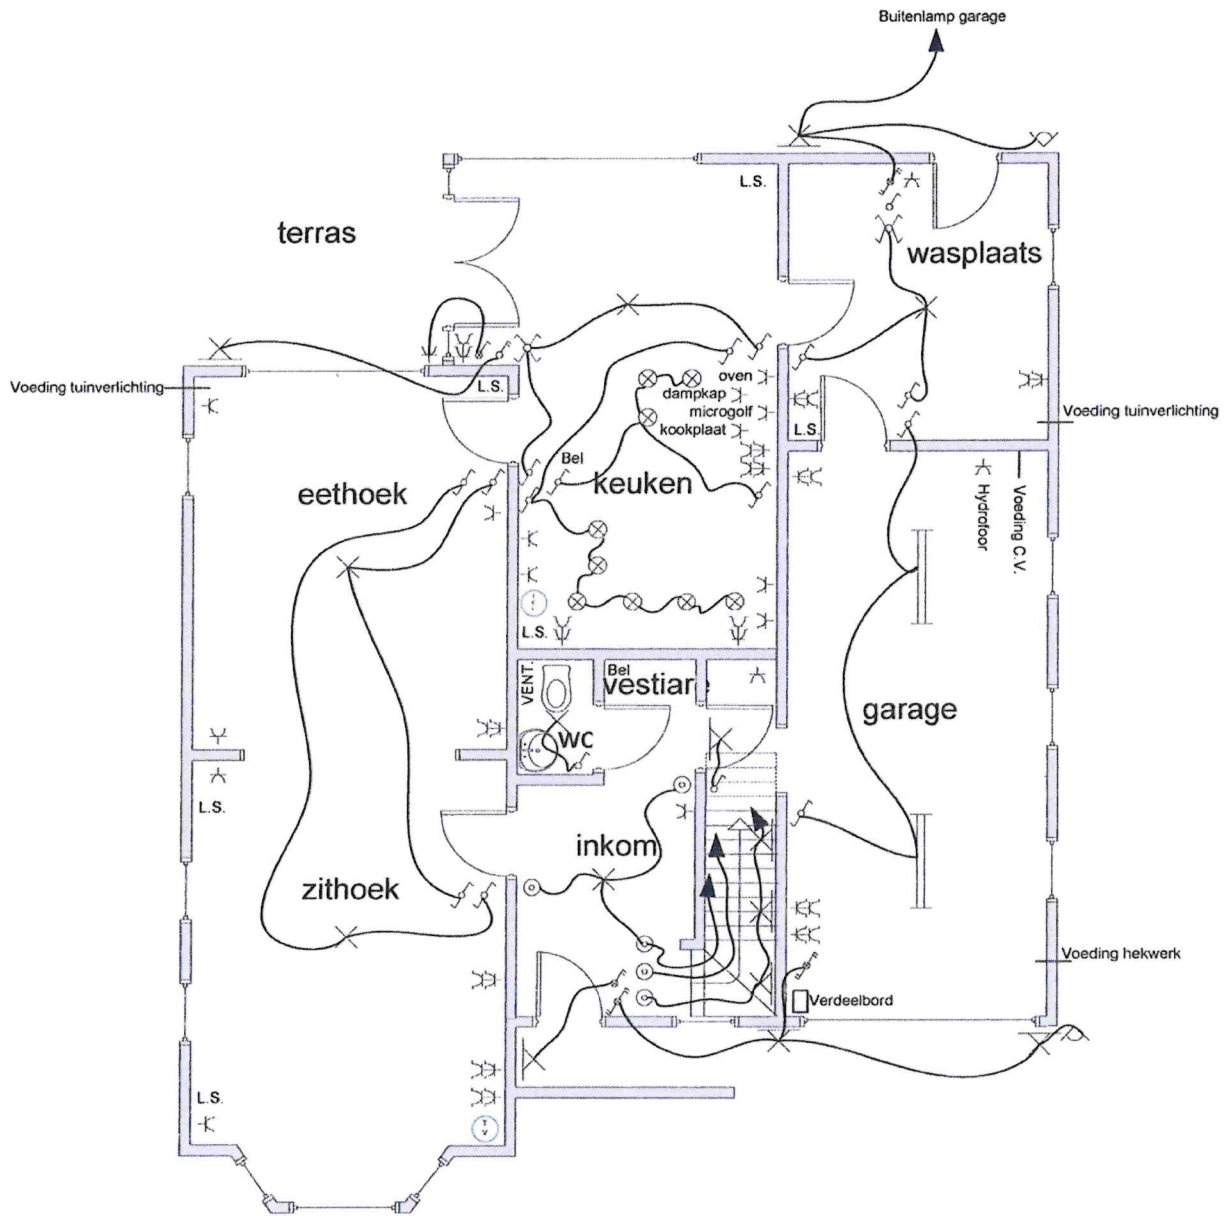 Buitenlamp garage
L.S.
terras
wasplaats
Voeding tuinverlichting
L.S.
oven
dampkap
microgolf
kookplaat
L.S.
Voeding tuinverlichting
Bel
eethoek
keuken
Hydrofoor
Voeding C.V.
L.S.
VENT.
Bel
vestiare
wc
garage
L.S.
inkom
zithoek
Voeding hekwerk
Verdeelbord
L.S.
T
V